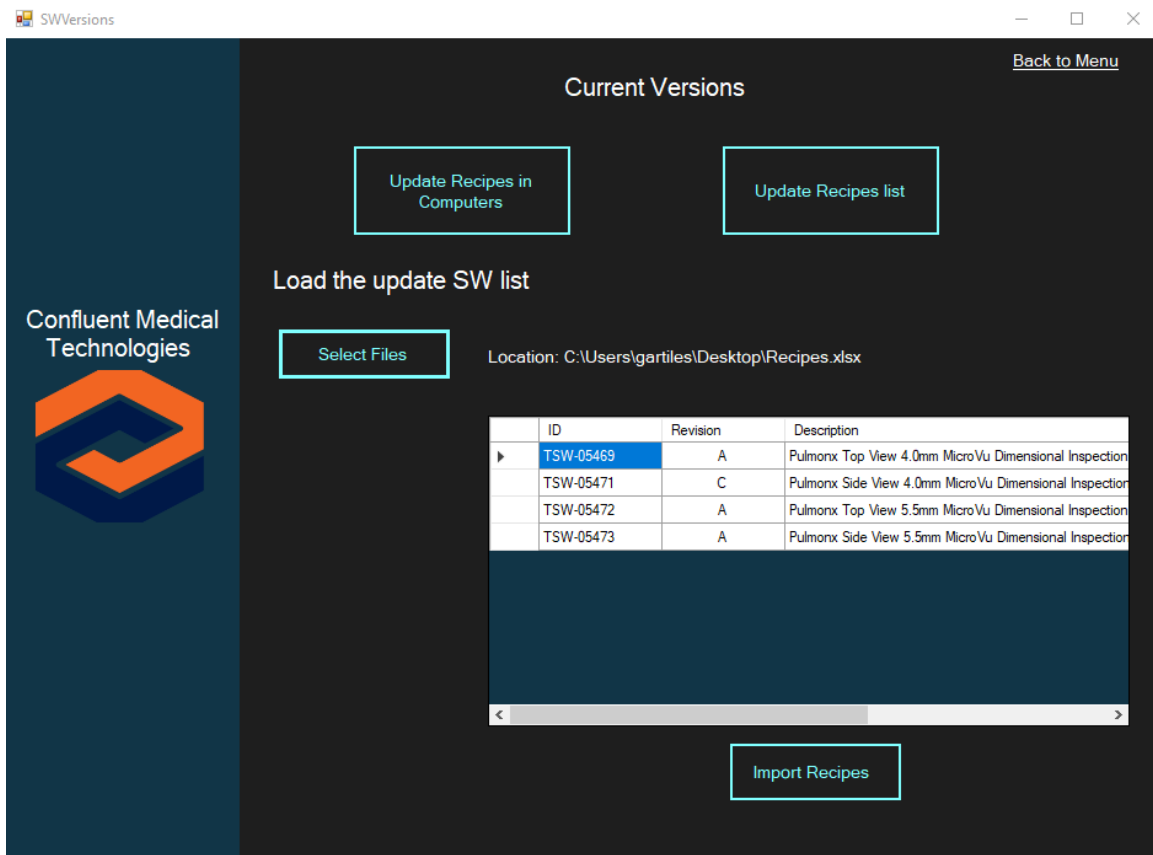 SWVersions
Back to Menu
Current Versions
Update Recipes in
Computers
Update Recipes list
Load the update SW list
Confluent Medical
Technologies
Select Files
Location: C:\Users\gartiles\Desktop\Recipes.xlsx
ID Revision Description
TSW-05469 A Pulmonx Top View 4.0mm MicroVu Dimensional Inspection
TSW-05471 C Pulmonx Side View 4.0mm MicroVu Dimensional Inspection
TSW-05472 A Pulmonx Top View 5.5mm MicroVu Dimensional Inspection
TSW-05473 A Pulmonx Side View 5.5mm MicroVu Dimensional Inspection
Import Recipes